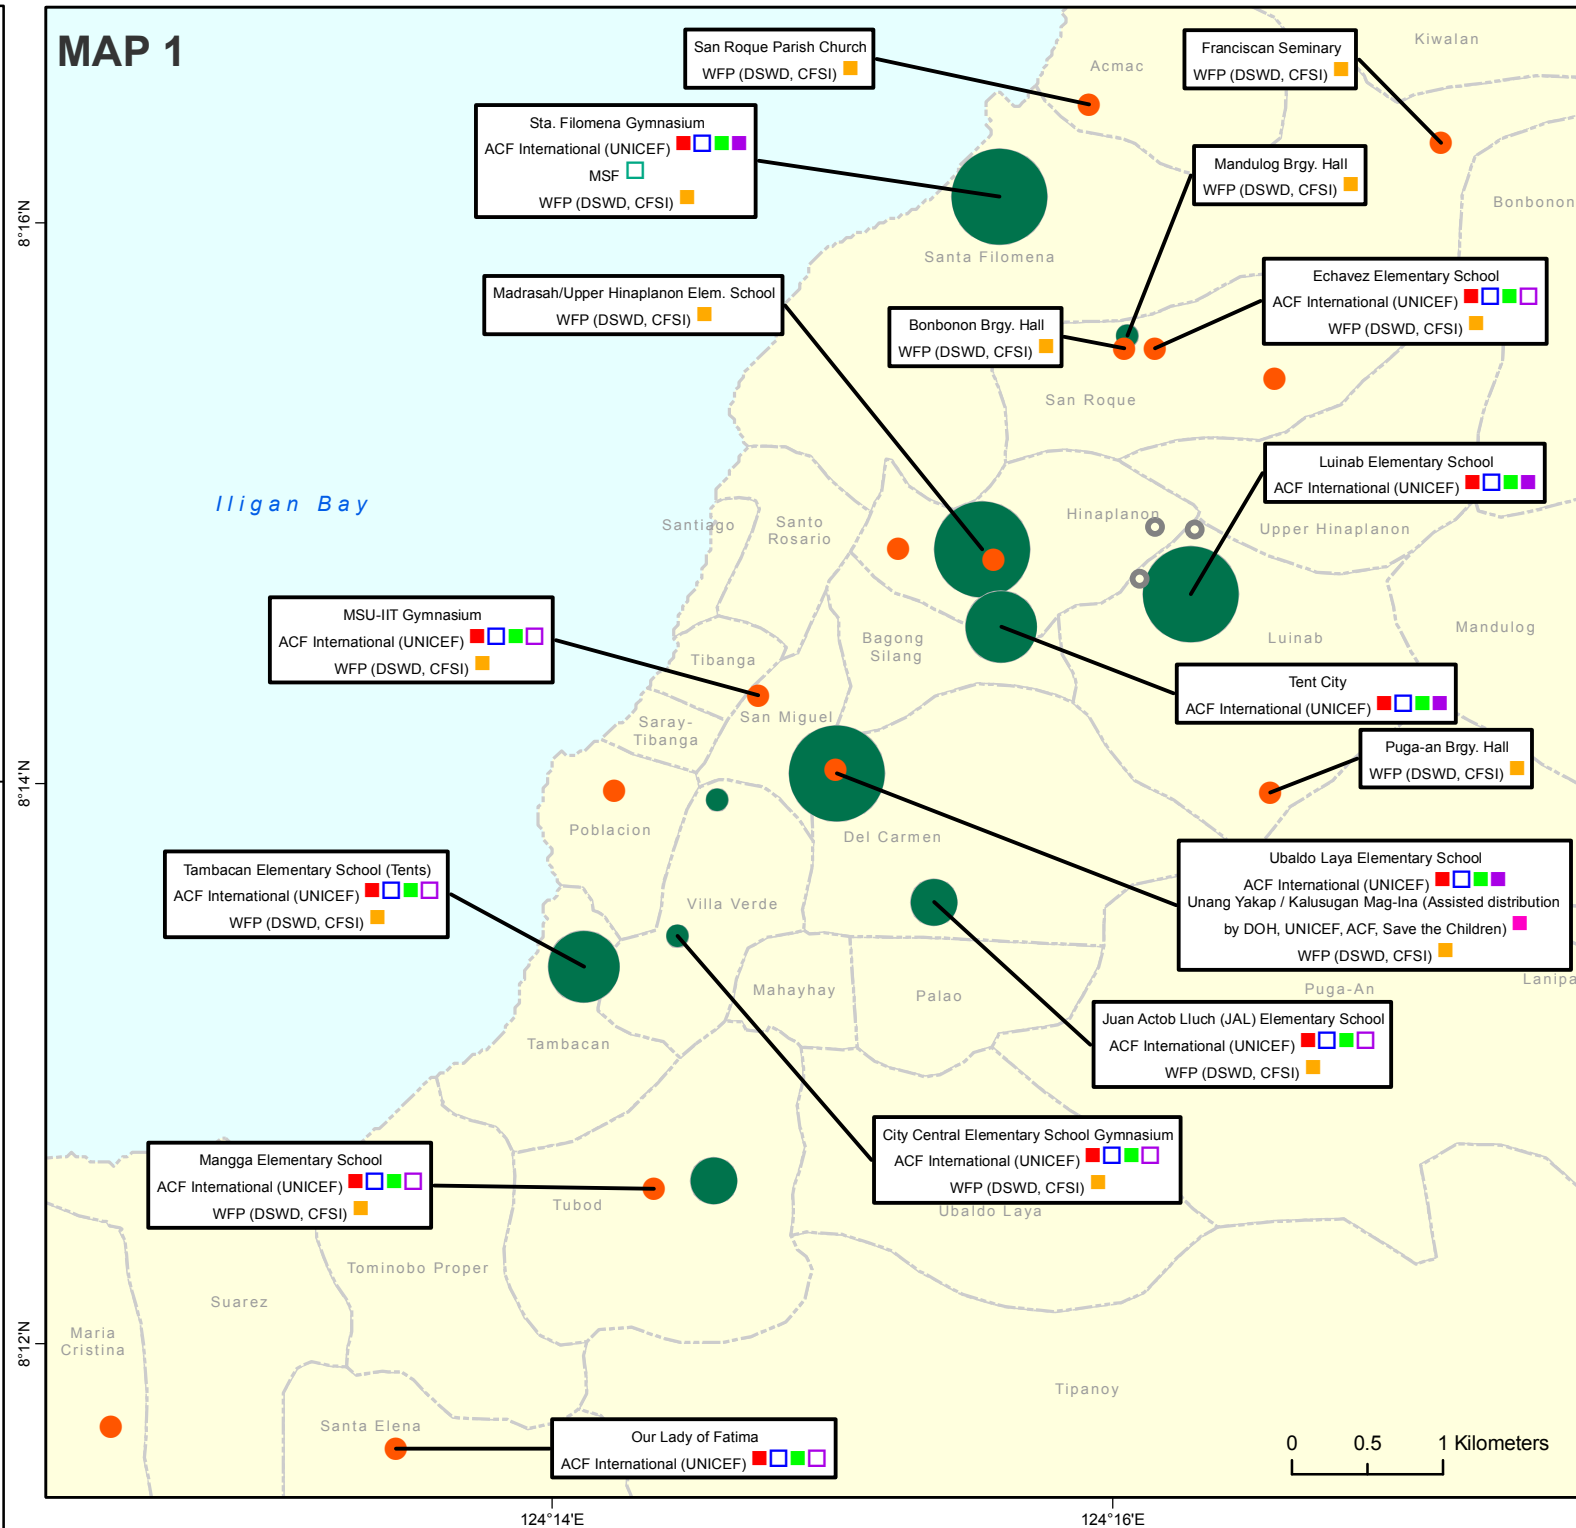 MAP 1
San Roque Parish Church
WFP (DSWD, CFSI)
Acmac
Franciscan Seminary
WFP (DSWD, CFSI)
Kiwalan
Sta. Filomena Gymnasium
ACF International (UNICEF)
MSF
WFP (DSWD, CFSI)
Mandulog Brgy. Hall
WFP (DSWD, CFSI)
Bonbonon
8°16'N
Santa Filomena
Madrasah/Upper Hinaplanon Elem. School
WFP (DSWD, CFSI)
Bonbonon Brgy. Hall
WFP (DSWD, CFSI)
Echavez Elementary School
ACF International (UNICEF)
WFP (DSWD, CFSI)
San Roque
Luinab Elementary School
ACF International (UNICEF)
Iligan Bay
Santiago
Santo
Rosario
Hinaplanon
Upper Hinaplanon
MSU-IIT Gymnasium
ACF International (UNICEF)
WFP (DSWD, CFSI)
Bagong
Silang
Luinab
Mandulog
Tibanga
Tent City
ACF International (UNICEF)
Saray-
Tibanga
San Miguel
Puga-an Brgy. Hall
WFP (DSWD, CFSI)
8°14'N
Poblacion
Del Carmen
Tambacan Elementary School (Tents)
ACF International (UNICEF)
WFP (DSWD, CFSI)
Villa Verde
Ubaldo Laya Elementary School
ACF International (UNICEF)
Unang Yakap / Kalusugan Mag-Ina (Assisted distribution
by DOH, UNICEF, ACF, Save the Children)
WFP (DSWD, CFSI)
Lanipa
Mahayhay
Palao
Puga-An
Tambacan
Juan Actob Lluch (JAL) Elementary School
ACF International (UNICEF)
WFP (DSWD, CFSI)
City Central Elementary School Gymnasium
ACF International (UNICEF)
WFP (DSWD, CFSI)
Mangga Elementary School
ACF International (UNICEF)
WFP (DSWD, CFSI)
Tubod
Ubaldo Laya
Tominobo Proper
Suarez
Maria
Cristina
8°12'N
Tipanoy
Santa Elena
Our Lady of Fatima
ACF International (UNICEF)
0 0.5 1 Kilometers
124°14'E
124°16'E